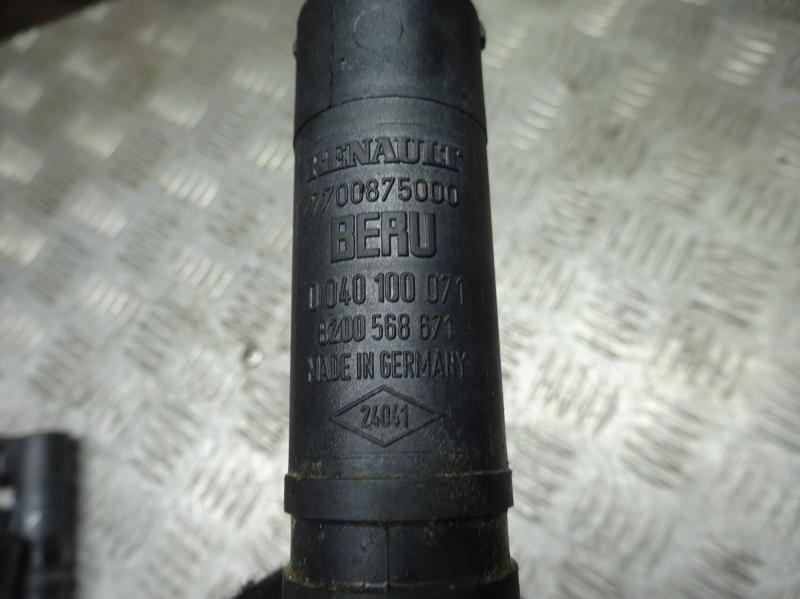 RENAULT
7700875000
BERU
0 040 100 071
8200 568 671
MADE IN GERMANY
24041